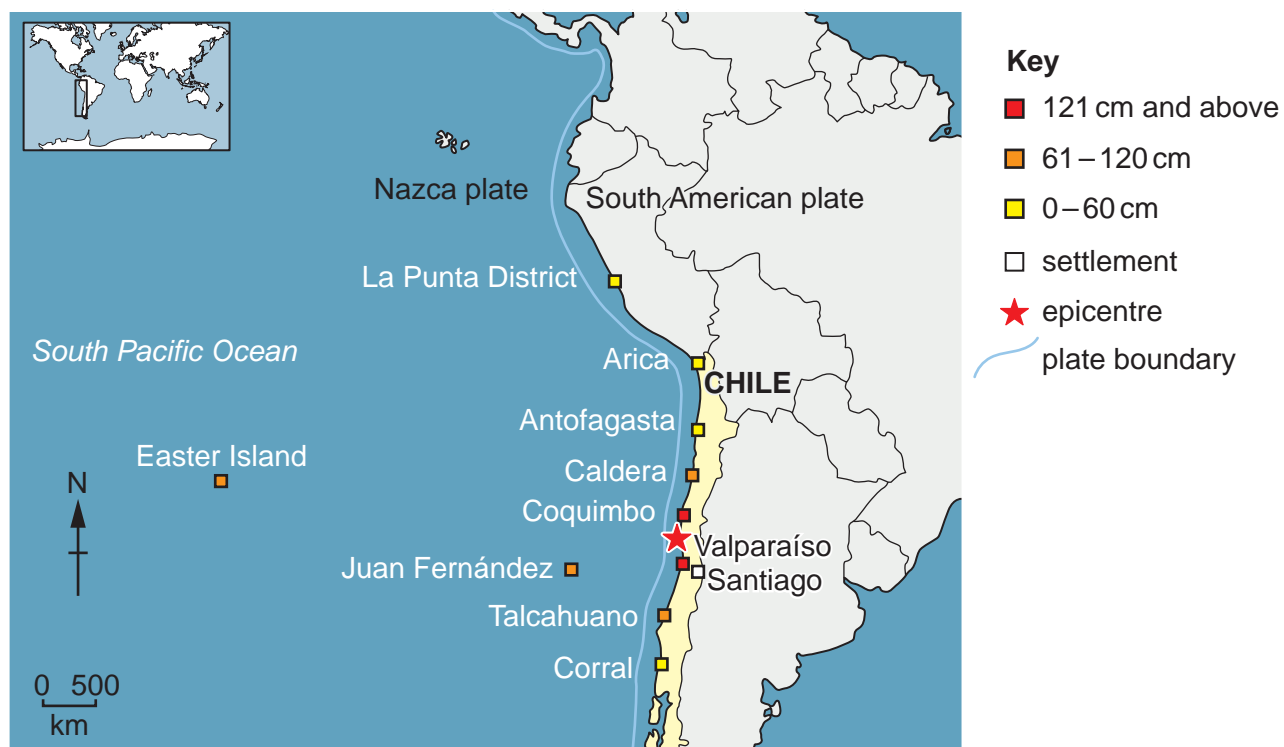 Key
121 cm and above
61 – 120 cm
0 – 60 cm
settlement
epicentre
plate boundary
Nazca plate
South American plate
La Punta District
South Pacific Ocean
Arica
CHILE
Antofagasta
Easter Island
Caldera
N
Coquimbo
Valparaíso
Juan Fernández
Santiago
Talcahuano
Corral
0 500
km